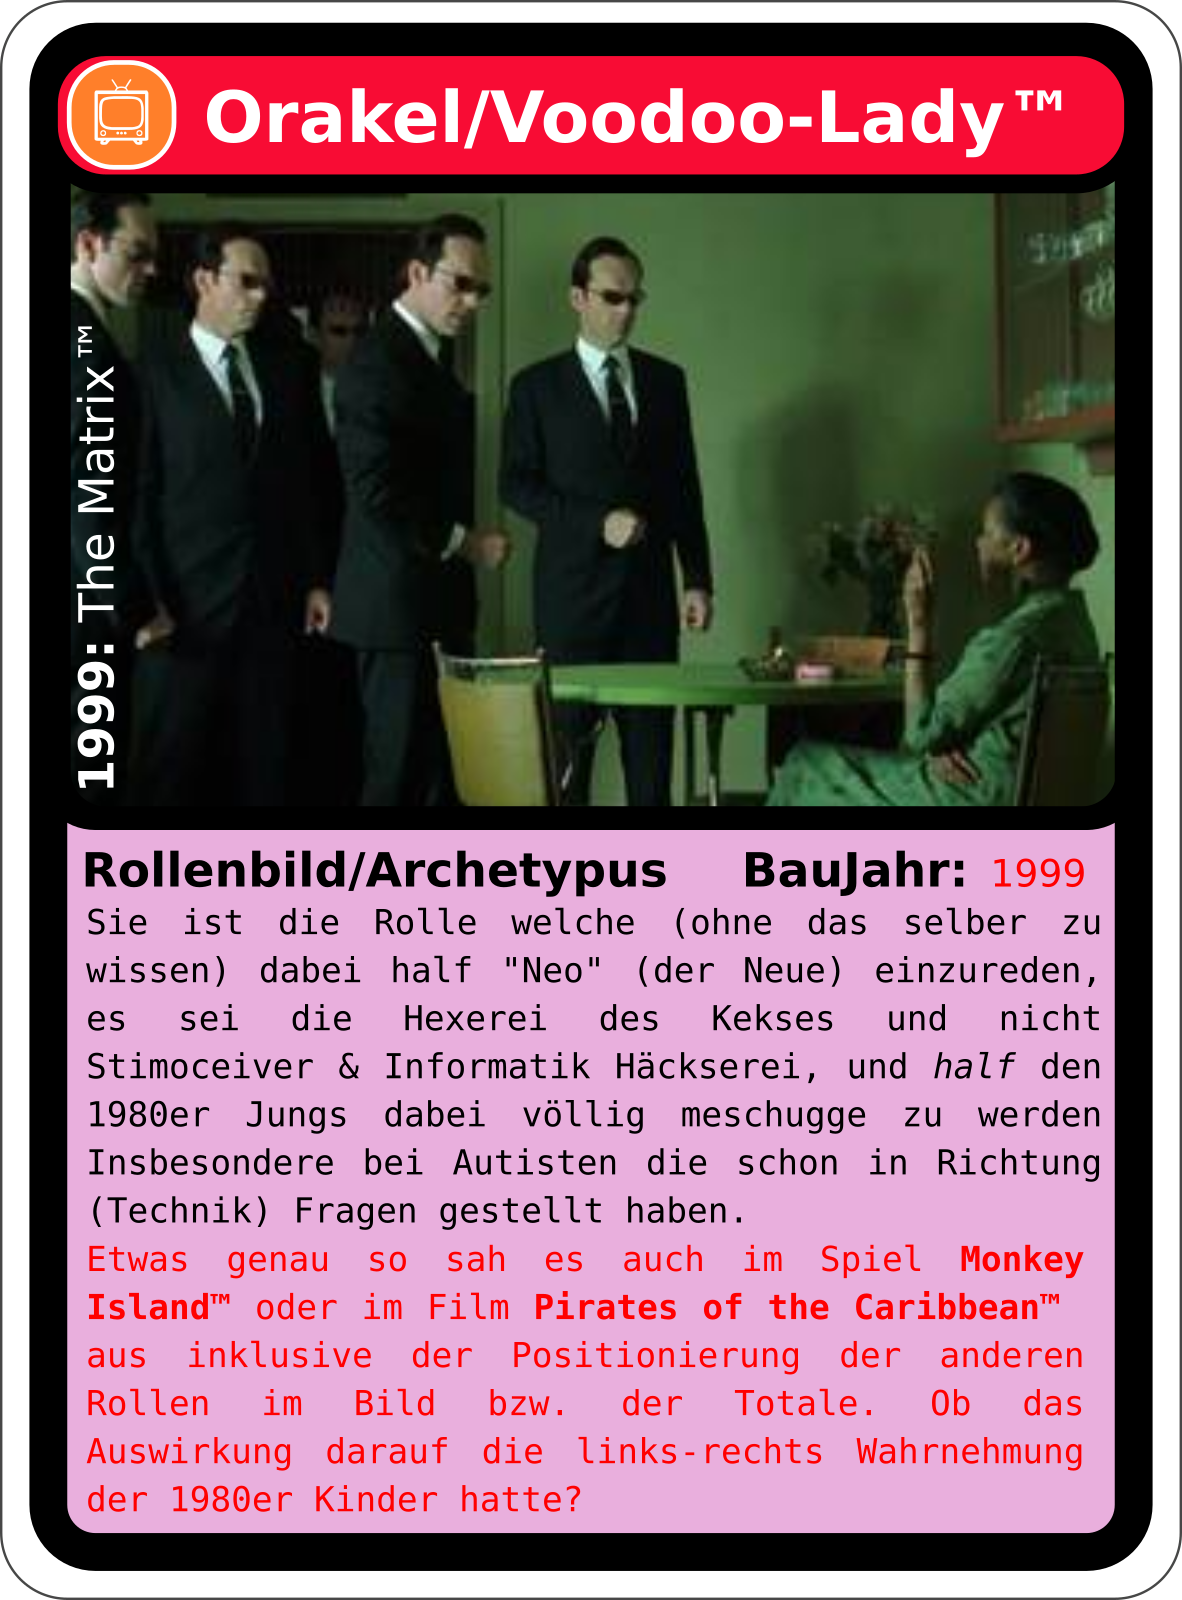 Orakel/Voodoo-Lady™
1999: The Matrix™
Rollenbild/Archetypus BauJahr: 1999
Sie ist die Rolle welche (ohne das selber zu
wissen) dabei half "Neo" (der Neue) einzureden,
es sei die Hexerei des Kekses und nicht
Stimoceiver & Informatik Häckserei, und half den
1980er Jungs dabei völlig meschugge zu werden
Insbesondere bei Autisten die schon in Richtung
(Technik) Fragen gestellt haben.
Etwas genau so sah es auch im Spiel Monkey
Island™ oder im Film Pirates of the Caribbean™
aus inklusive der Positionierung der anderen
Rollen im Bild bzw. der Totale. Ob das
Auswirkung darauf die links-rechts Wahrnehmung
der 1980er Kinder hatte?